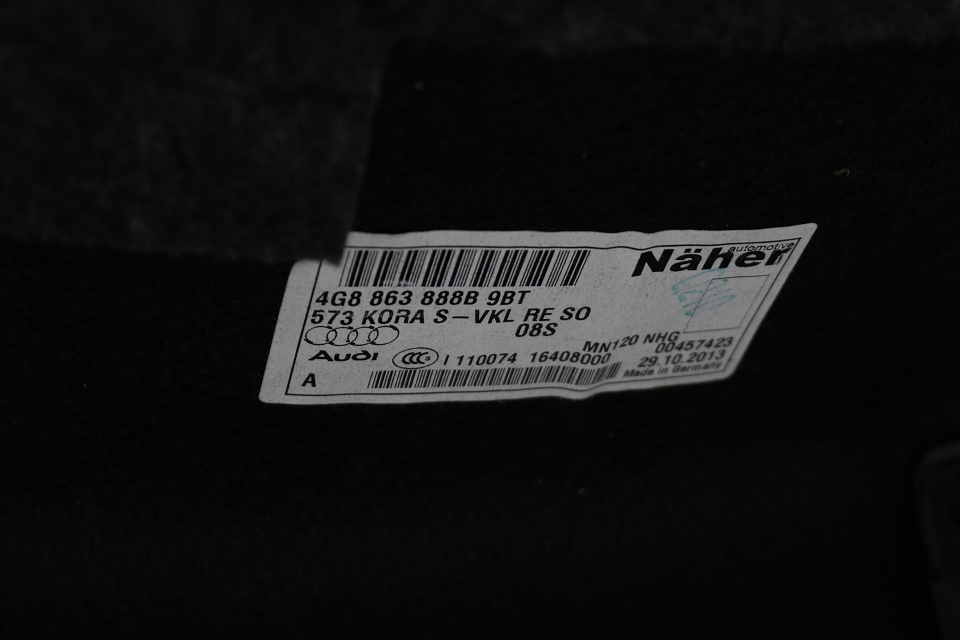 Näher automotive
4G8 863 888B 9BT
573 KORA S-VKL RE SO
08S
MN120 NHG
00457423
Audi CCC S I 110074 16408000
29.10.2013
Made in Germany
A